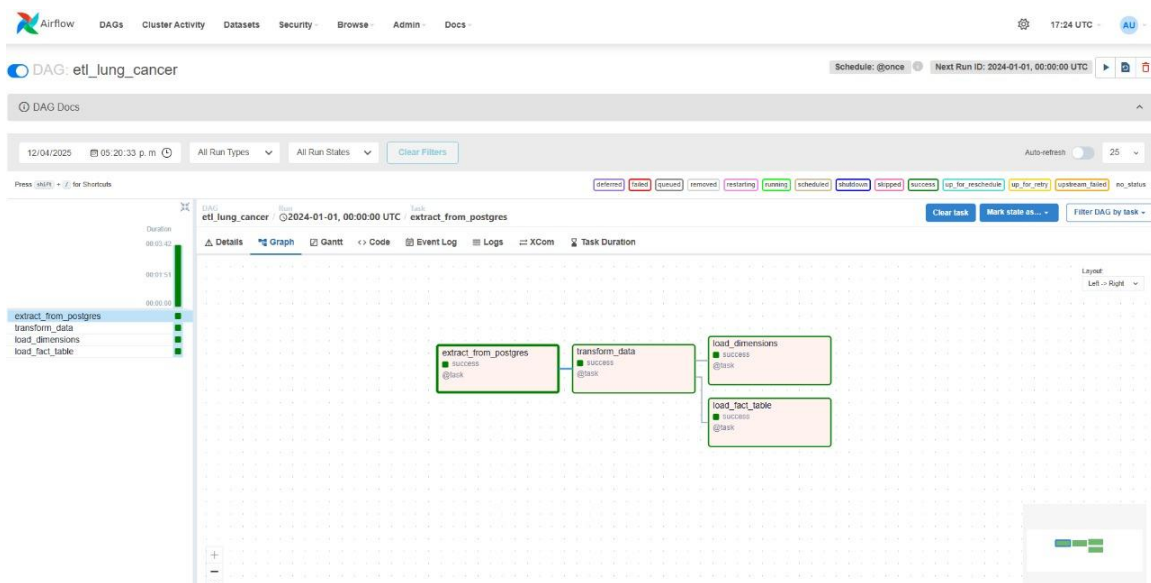 Airflow DAGs Cluster Activity Datasets Security Browse Admin Docs 17:24 UTC AU
DAG: etl_lung_cancer Schedule: @once Next Run ID: 2024-01-01, 00:00:00 UTC
DAG Docs
12/04/2025 05:20:33 p. m All Run Types All Run States Clear Filters Auto-refresh 25
Press shift + / for Shortcuts deferred failed queued removed restarting running scheduled shutdown skipped success up_for_reschedule up_for_retry upstream_failed no_status
DAG Run Task
etl_lung_cancer / 2024-01-01, 00:00:00 UTC / extract_from_postgres Clear task Mark state as... Filter DAG by task
Duration
00:03:42
00:01:51
00:00:00
Details Graph Gantt <> Code Event Log Logs XCom Task Duration
Layout:
Left -> Right
extract_from_postgres
transform_data
load_dimensions
load_fact_table
extract_from_postgres
success
@task
transform_data
success
@task
load_dimensions
success
@task
load_fact_table
success
@task
+
−